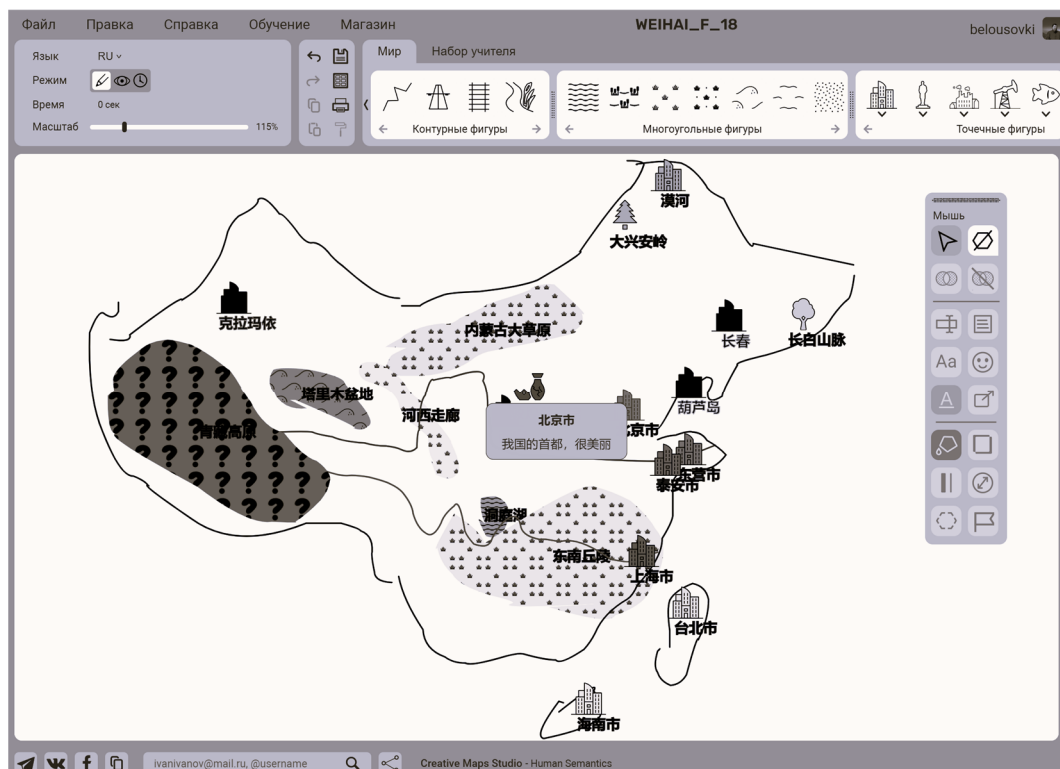 Файл Правка Справка Обучение Магазин WEIHAI_F_18 belousovki
Язык RU
Режим
Время 0 сек
Масштаб 115%
Мир Набор учителя
Контурные фигуры
Многоугольные фигуры
Точечные фигуры
Мышь
Aa
A
漠河
大兴安岭
克拉玛依
内蒙古大草原
长春
长白山脉
塔里木盆地
河西走廊
葫芦岛
青藏高原
北京市
我国的首都，很美丽
京市
东营市
泰安市
洞庭湖
东南丘陵
上海市
台北市
海南市
ivanivanov@mail.ru, @username
Creative Maps Studio - Human Semantics